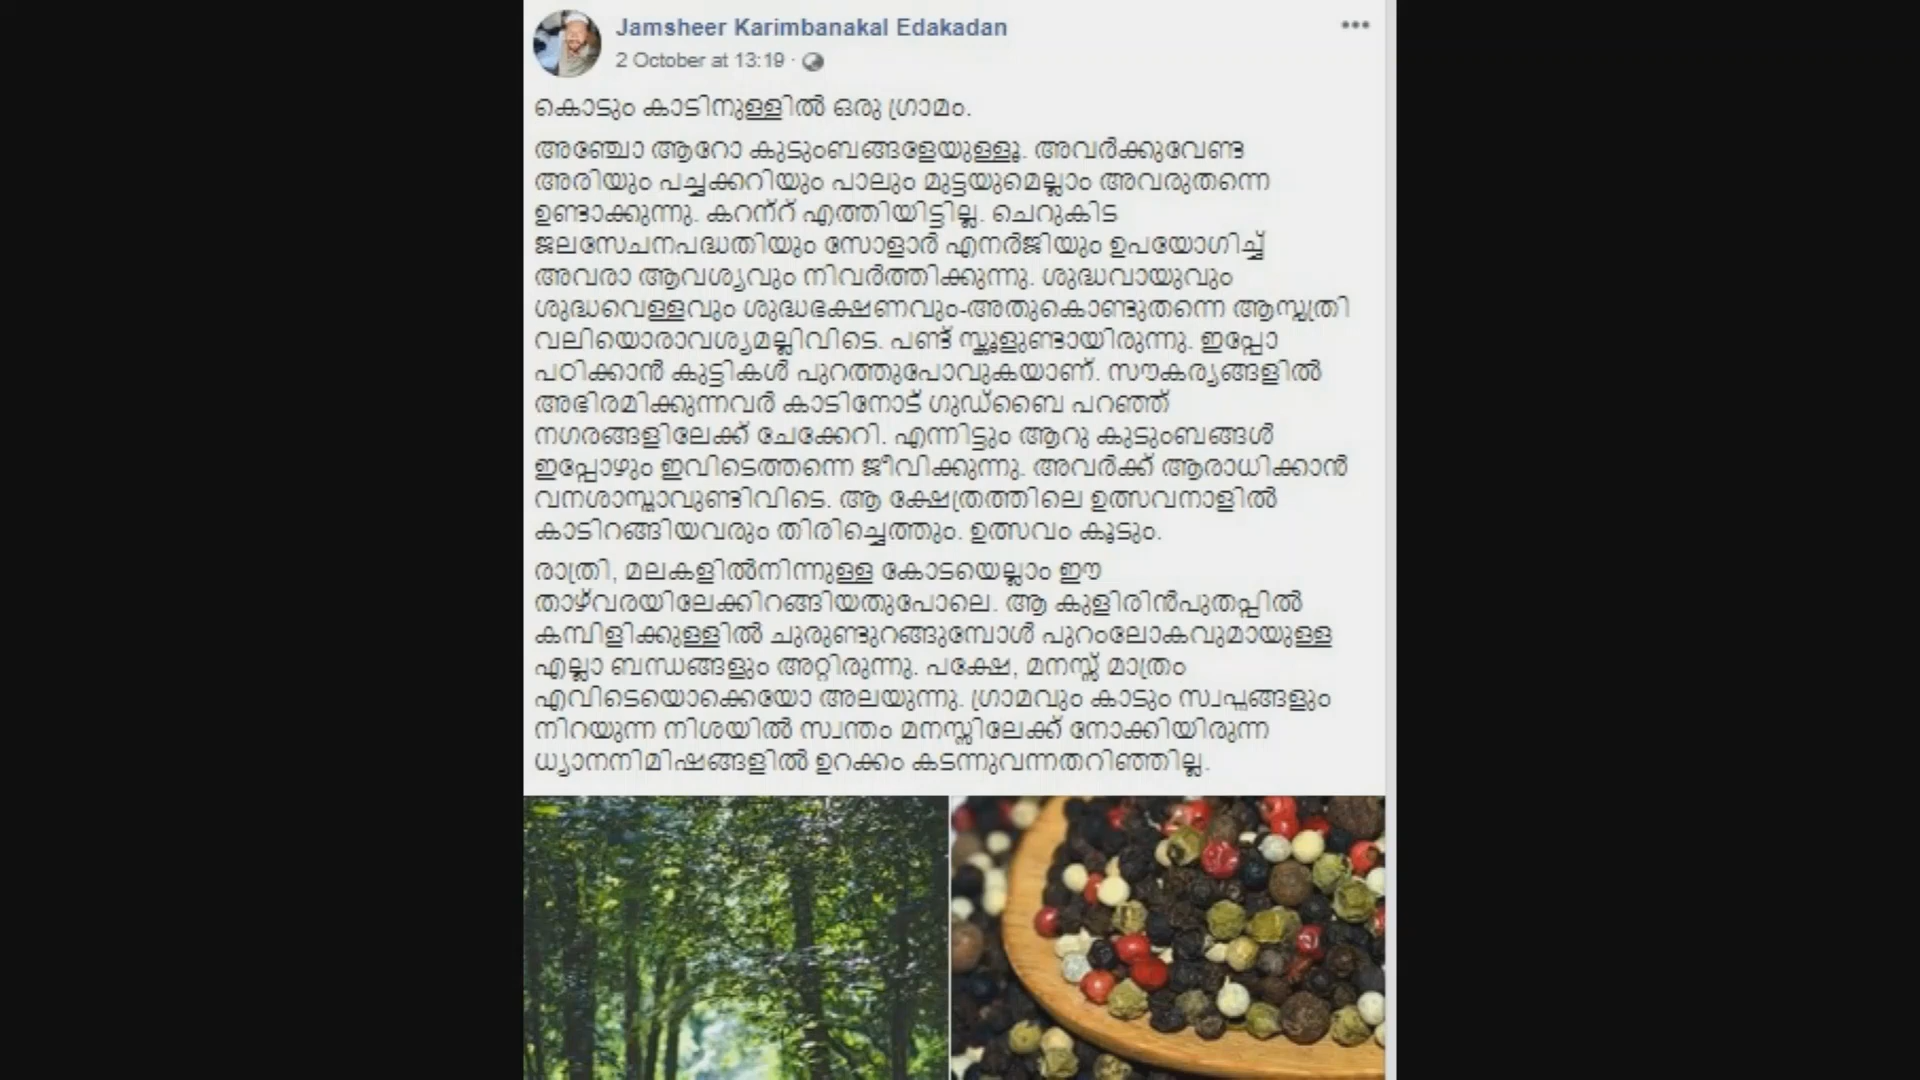 Jamsheer Karimbanakal Edakadan
2 October at 13:19 ·
കൊടും കാടിനുള്ളിൽ ഒരു ഗ്രാമം.
അഞ്ചോ ആറോ കുടുംബങ്ങളേയുള്ളൂ. അവർക്കുവേണ്ട
അരിയും പച്ചക്കറിയും പാലും മുട്ടയുമെല്ലാം അവരുതന്നെ
ഉണ്ടാക്കുന്നു. കറന്റ് എത്തിയിട്ടില്ല. ചെറുകിട
ജലസേചനപദ്ധതിയും സോളാർ എനർജിയും ഉപയോഗിച്ച്
അവരാ ആവശ്യവും നിവർത്തിക്കുന്നു. ശുദ്ധവായുവും
ശുദ്ധവെള്ളവും ശുദ്ധഭക്ഷണവും-അതുകൊണ്ടുതന്നെ ആസ്പത്രി
വലിയൊരാവശ്യമല്ലിവിടെ. പണ്ട് സ്കൂളുണ്ടായിരുന്നു. ഇപ്പോ
പഠിക്കാൻ കുട്ടികൾ പുറത്തുപോവുകയാണ്. സൗകര്യങ്ങളിൽ
അഭിരമിക്കുന്നവർ കാടിനോട് ഗുഡ്ബൈ പറഞ്ഞ്
നഗരങ്ങളിലേക്ക് ചേക്കേറി. എന്നിട്ടും ആറു കുടുംബങ്ങൾ
ഇപ്പോഴും ഇവിടെത്തന്നെ ജീവിക്കുന്നു. അവർക്ക് ആരാധിക്കാൻ
വനശാസ്താവുണ്ടിവിടെ. ആ ക്ഷേത്രത്തിലെ ഉത്സവനാളിൽ
കാടിറങ്ങിയവരും തിരിച്ചെത്തും. ഉത്സവം കൂടും.
രാത്രി, മലകളിൽനിന്നുള്ള കോടയെല്ലാം ഈ
താഴ്‌വരയിലേക്കിറങ്ങിയതുപോലെ. ആ കുളിരിൻപുതപ്പിൽ
കമ്പിളിക്കുള്ളിൽ ചുരുണ്ടുറങ്ങുമ്പോൾ പുറംലോകവുമായുള്ള
എല്ലാ ബന്ധങ്ങളും അറ്റിരുന്നു. പക്ഷേ, മനസ്സ് മാത്രം
എവിടെയൊക്കെയോ അലയുന്നു. ഗ്രാമവും കാടും സ്വപ്നങ്ങളും
നിറയുന്ന നിശയിൽ സ്വന്തം മനസ്സിലേക്ക് നോക്കിയിരുന്ന
ധ്യാനനിമിഷങ്ങളിൽ ഉറക്കം കടന്നുവന്നതറിഞ്ഞില്ല.